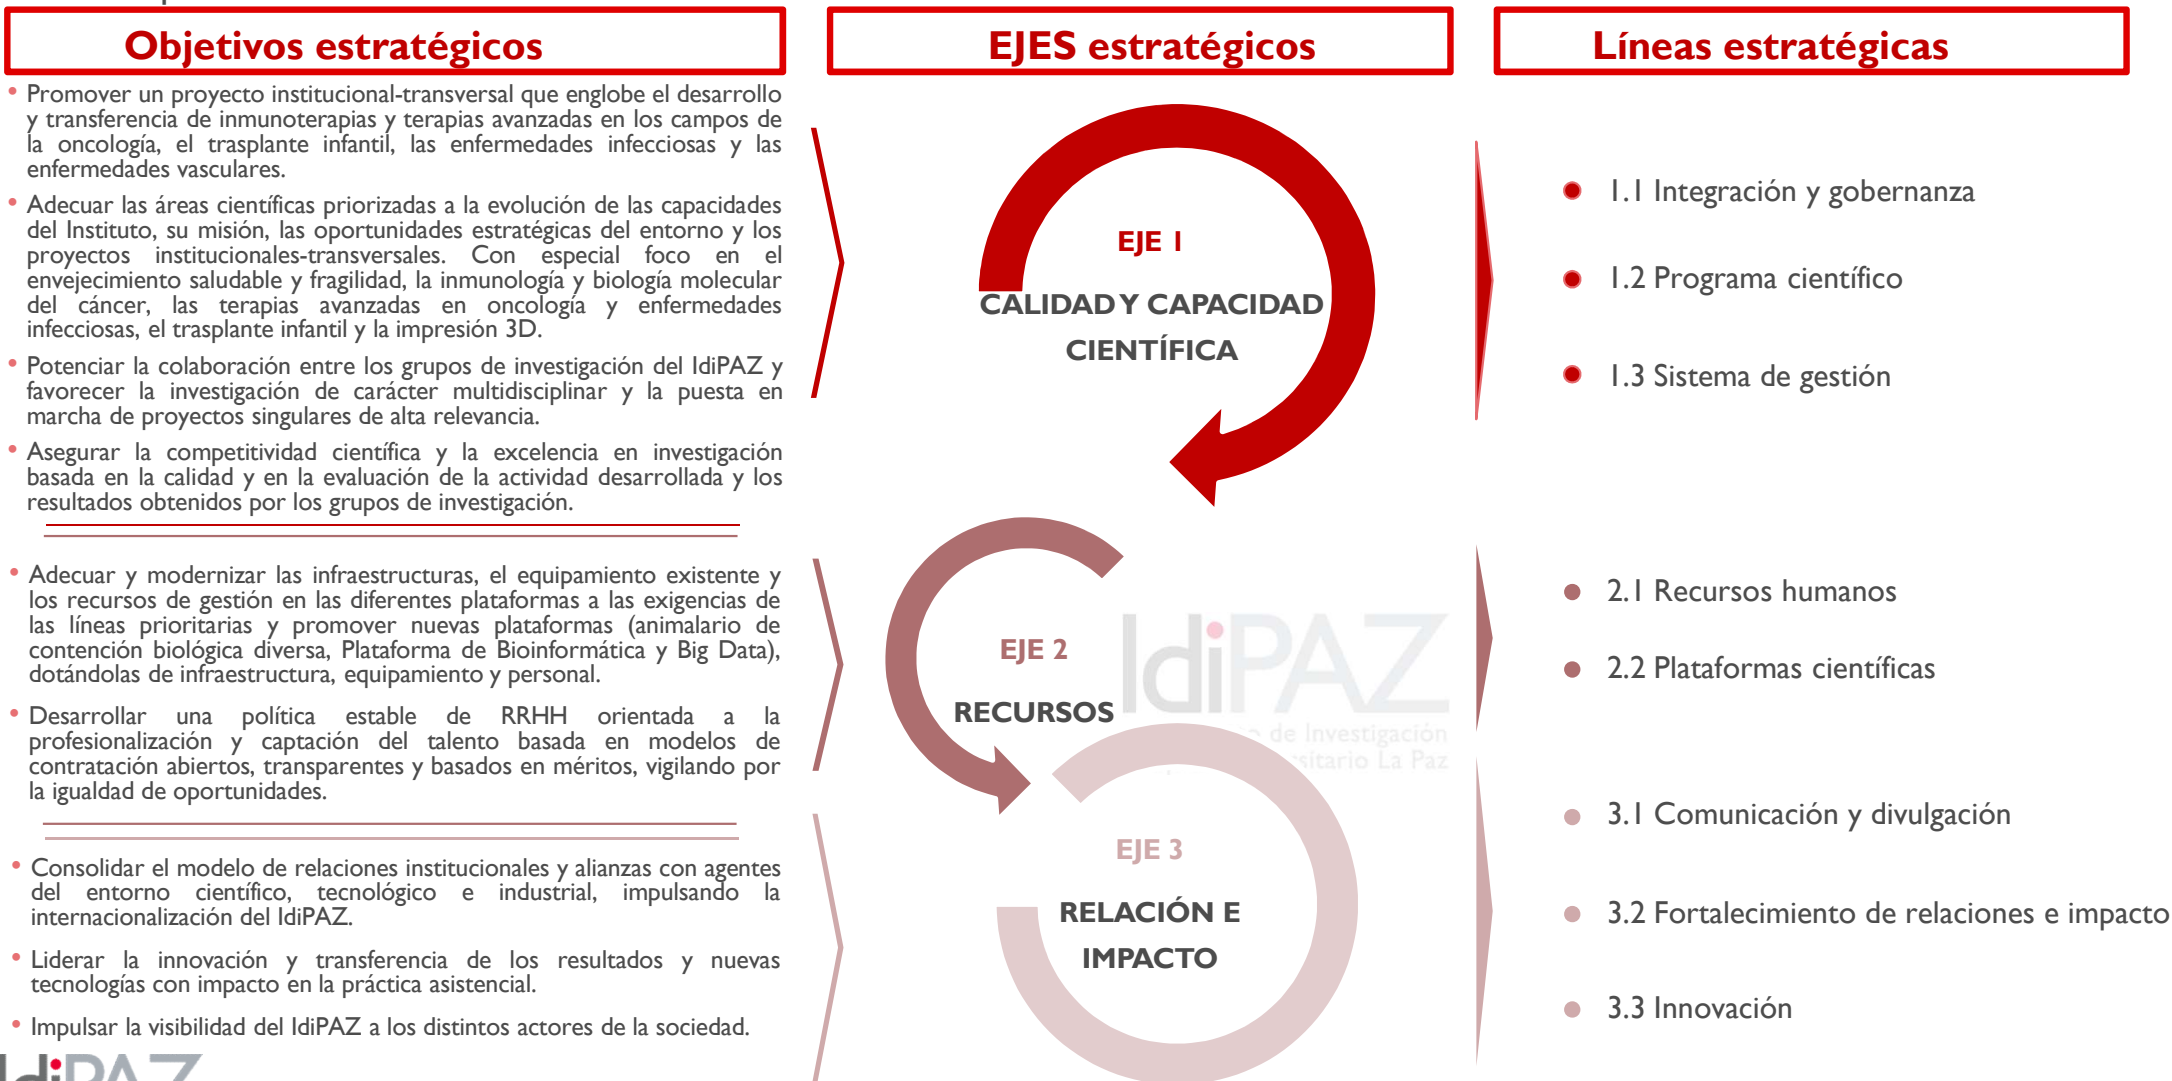 Objetivos estratégicos
• Promover un proyecto institucional-transversal que englobe el desarrollo
y transferencia de inmunoterapias y terapias avanzadas en los campos de
la oncología, el trasplante infantil, las enfermedades infecciosas y las
enfermedades vasculares.
• Adecuar las áreas científicas priorizadas a la evolución de las capacidades
del Instituto, su misión, las oportunidades estratégicas del entorno y los
proyectos institucionales-transversales. Con especial foco en el
envejecimiento saludable y fragilidad, la inmunología y biología molecular
del cáncer, las terapias avanzadas en oncología y enfermedades
infecciosas, el trasplante infantil y la impresión 3D.
• Potenciar la colaboración entre los grupos de investigación del IdiPAZ y
favorecer la investigación de carácter multidisciplinar y la puesta en
marcha de proyectos singulares de alta relevancia.
• Asegurar la competitividad científica y la excelencia en investigación
basada en la calidad y en la evaluación de la actividad desarrollada y los
resultados obtenidos por los grupos de investigación.
• Adecuar y modernizar las infraestructuras, el equipamiento existente y
los recursos de gestión en las diferentes plataformas a las exigencias de
las líneas prioritarias y promover nuevas plataformas (animalario de
contención biológica diversa, Plataforma de Bioinformática y Big Data),
dotándolas de infraestructura, equipamiento y personal.
• Desarrollar una política estable de RRHH orientada a la
profesionalización y captación del talento basada en modelos de
contratación abiertos, transparentes y basados en méritos, vigilando por
la igualdad de oportunidades.
• Consolidar el modelo de relaciones institucionales y alianzas con agentes
del entorno científico, tecnológico e industrial, impulsando la
internacionalización del IdiPAZ.
• Liderar la innovación y transferencia de los resultados y nuevas
tecnologías con impacto en la práctica asistencial.
• Impulsar la visibilidad del IdiPAZ a los distintos actores de la sociedad.
IdiPAZ
EJES estratégicos
EJE 1
CALIDAD Y CAPACIDAD
CIENTÍFICA
EJE 2
RECURSOS
IdiPAZ
de Investigación
La Paz
EJE 3
RELACIÓN E
IMPACTO
Líneas estratégicas
• 1.1 Integración y gobernanza
• 1.2 Programa científico
• 1.3 Sistema de gestión
• 2.1 Recursos humanos
• 2.2 Plataformas científicas
• 3.1 Comunicación y divulgación
• 3.2 Fortalecimiento de relaciones e impacto
• 3.3 Innovación